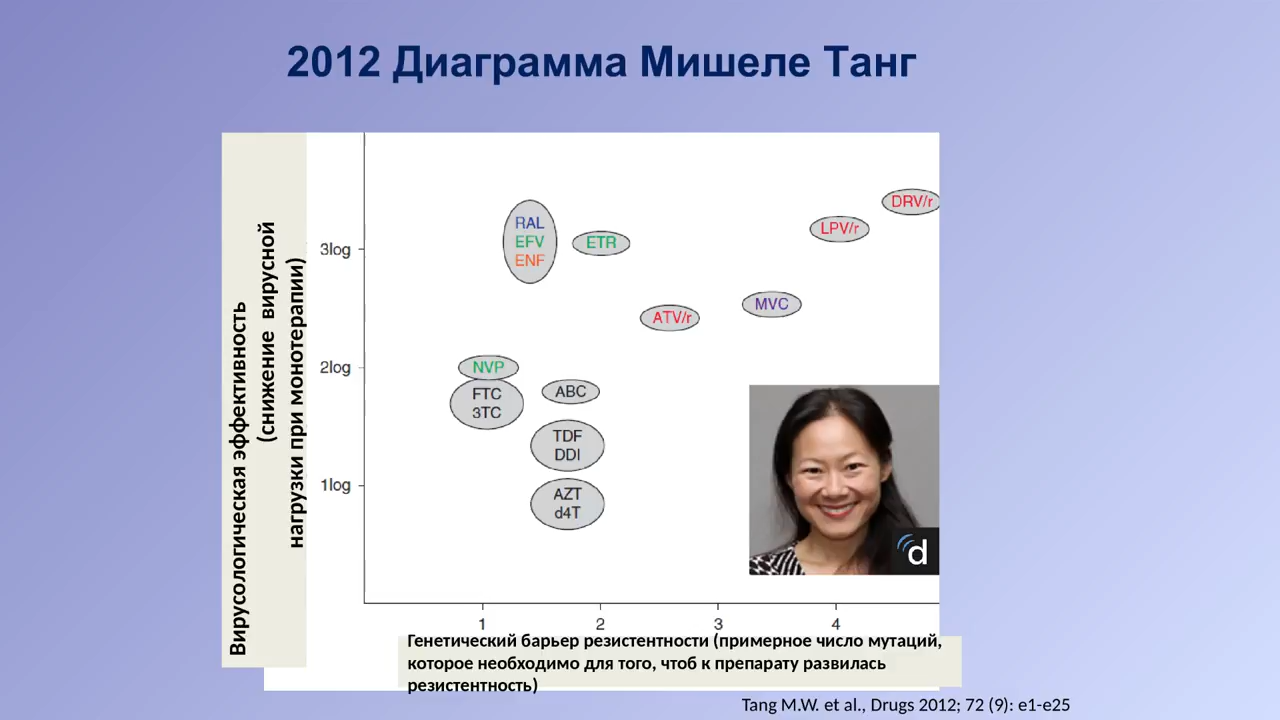 2012 Диаграмма Мишеле Танг
Вирусологическая эффективность
(снижение вирусной
нагрузки при монотерапии)
3log
2log
1log
RAL
EFV
ENF
ETR
DRV/r
LPV/r
MVC
ATV/r
NVP
FTC
3TC
ABC
TDF
DDI
AZT
d4T
d
1
2
3
4
Генетический барьер резистентности (примерное число мутаций,
которое необходимо для того, чтоб к препарату развилась
резистентность)
Tang M.W. et al., Drugs 2012; 72 (9): e1-e25